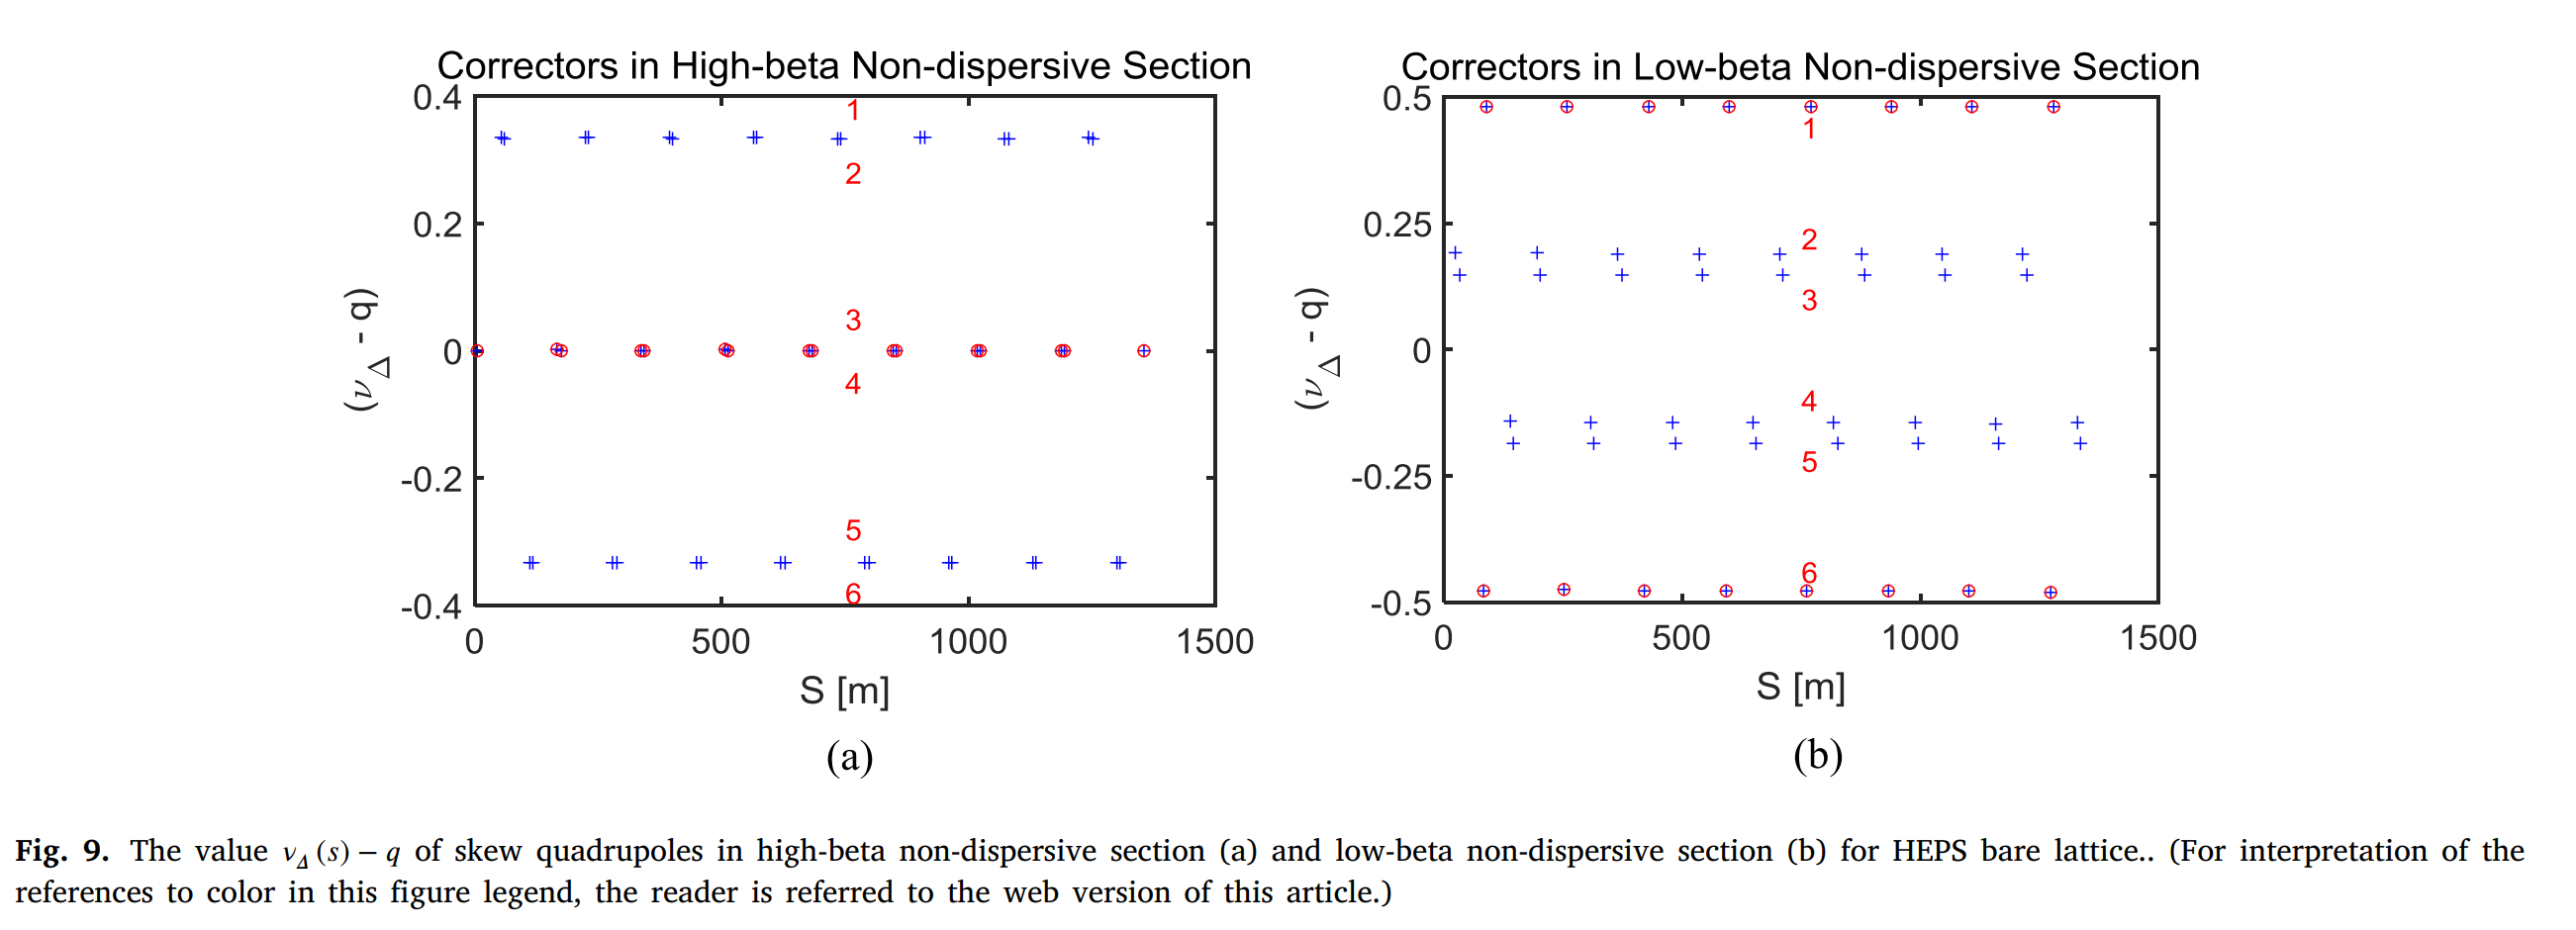 Correctors in High-beta Non-dispersive Section
0.4
0.2
0
-0.2
-0.4
(ν Δ - q)
1
2
3
4
5
6
0 500 1000 1500
S [m]
(a)
Correctors in Low-beta Non-dispersive Section
0.5
0.25
0
-0.25
-0.5
(ν Δ - q)
1
2
3
4
5
6
0 500 1000 1500
S [m]
(b)
Fig. 9. The value νΔ(s) − q of skew quadrupoles in high-beta non-dispersive section (a) and low-beta non-dispersive section (b) for HEPS bare lattice.. (For interpretation of the
references to color in this figure legend, the reader is referred to the web version of this article.)